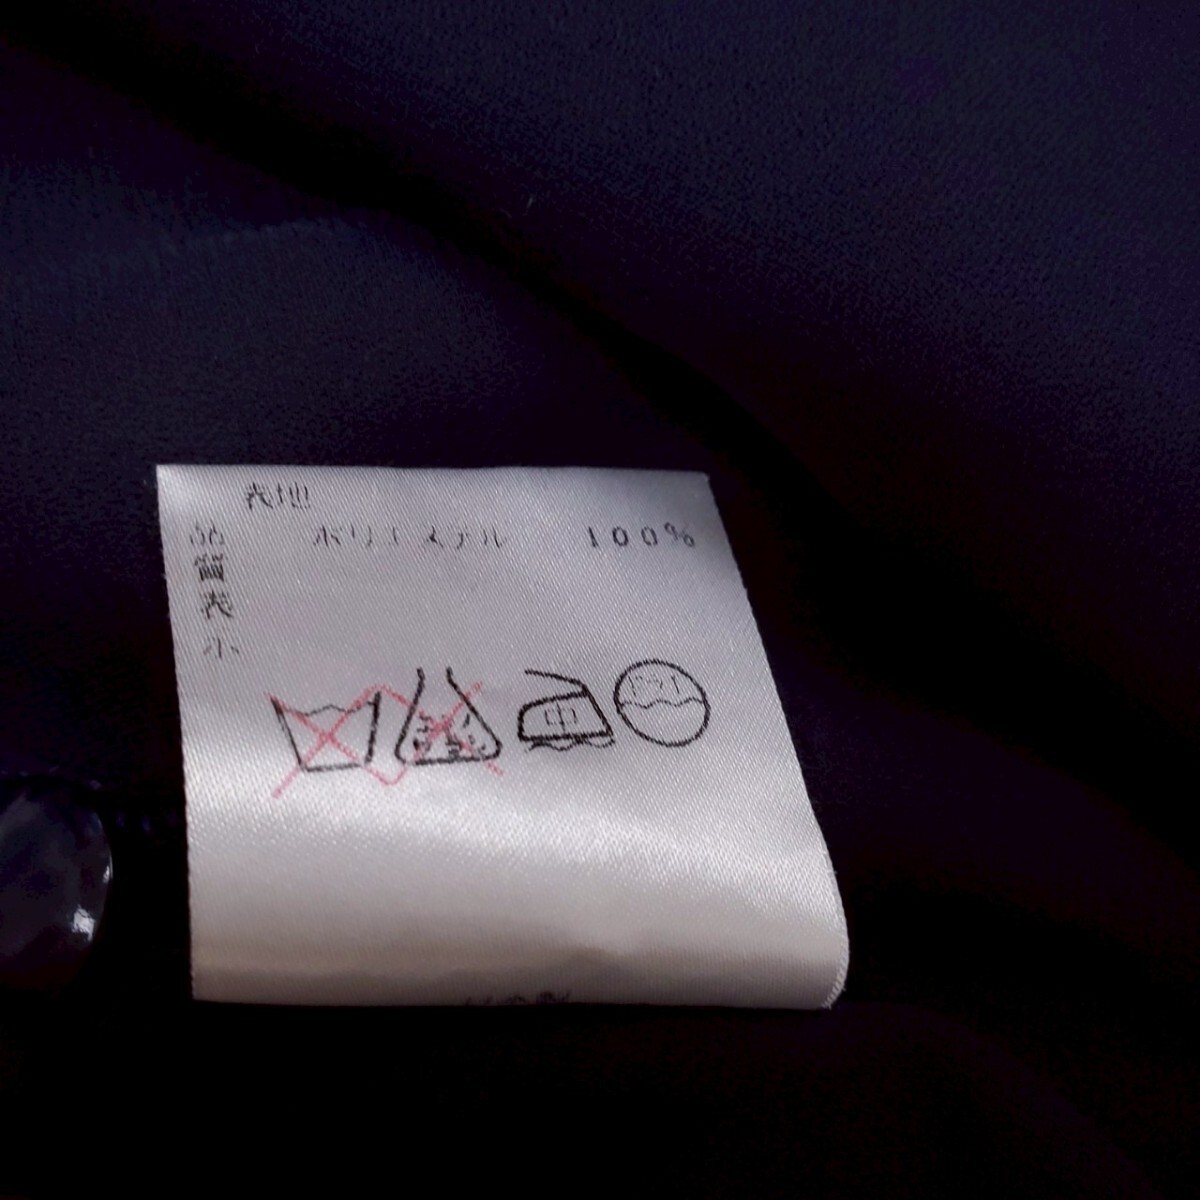 表地
ポリエステル 100%
品質表示
中